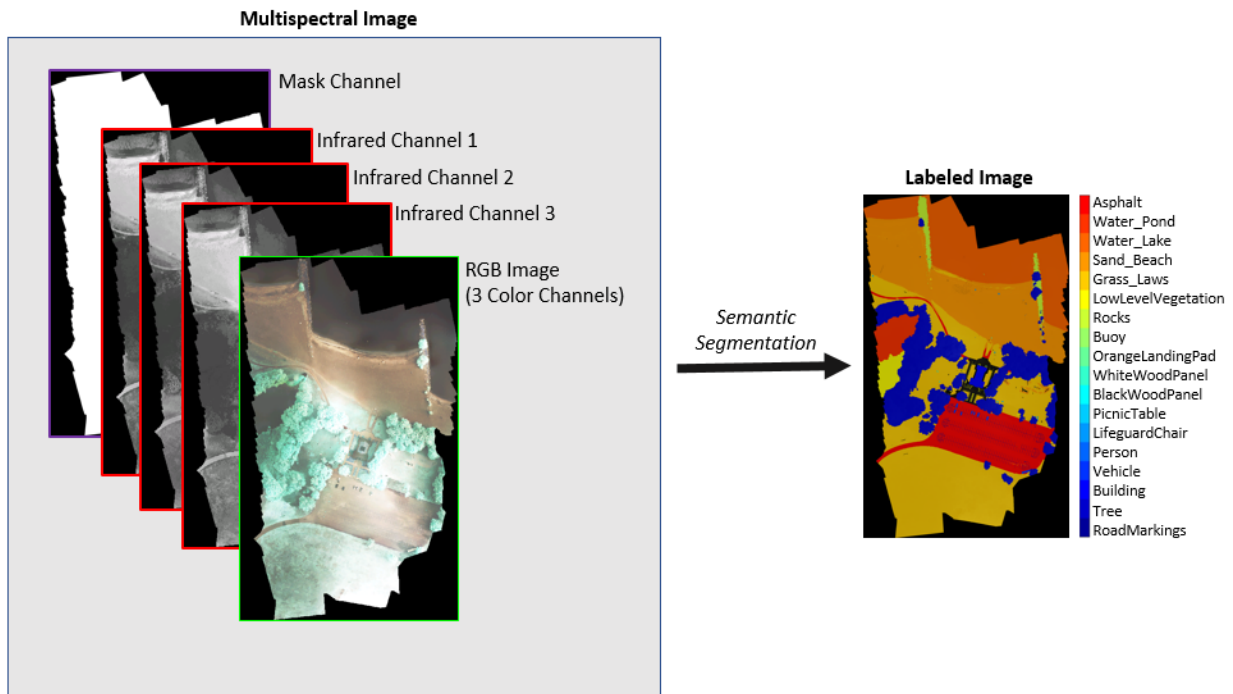 Multispectral Image
Mask Channel
Infrared Channel 1
Infrared Channel 2
Infrared Channel 3
RGB Image
(3 Color Channels)
Semantic
Segmentation
Labeled Image
Asphalt
Water_Pond
Water_Lake
Sand_Beach
Grass_Laws
LowLevelVegetation
Rocks
Buoy
OrangeLandingPad
WhiteWoodPanel
BlackWoodPanel
PicnicTable
LifeguardChair
Person
Vehicle
Building
Tree
RoadMarkings